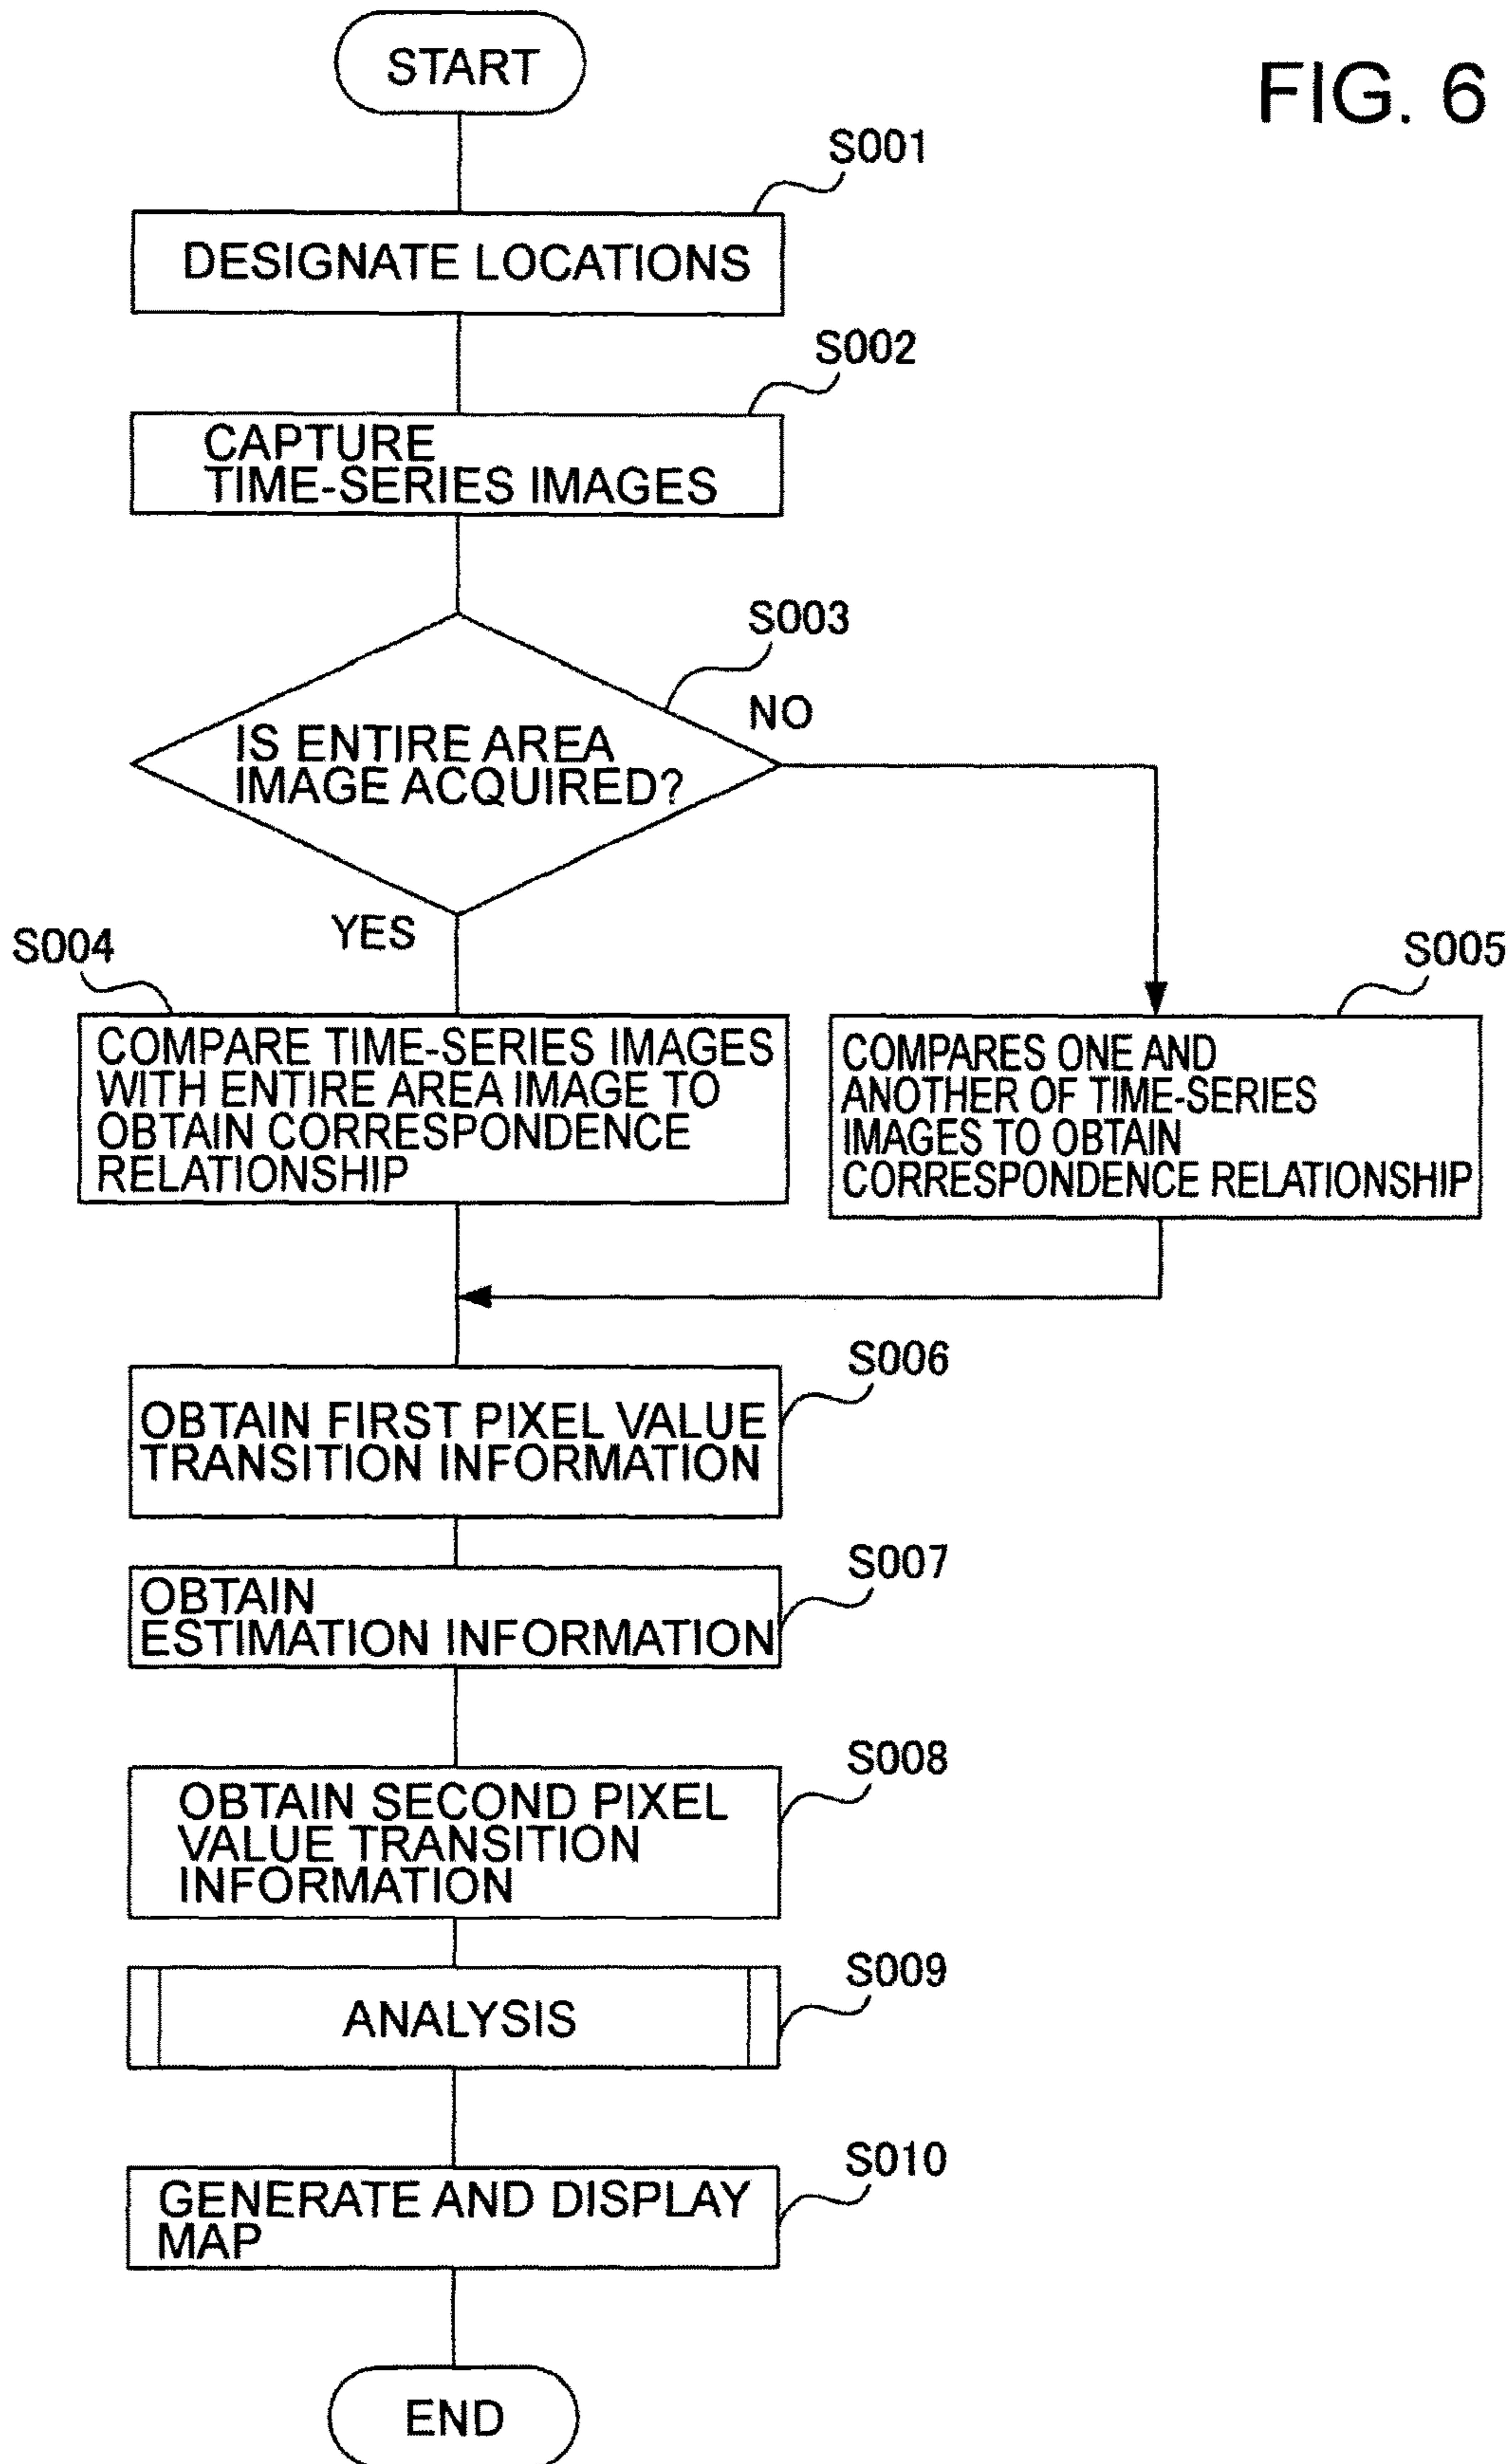 START
FIG. 6
S001
DESIGNATE LOCATIONS
S002
CAPTURE
TIME-SERIES IMAGES
S003
NO
IS ENTIRE AREA
IMAGE ACQUIRED?
YES
S004
COMPARE TIME-SERIES IMAGES
WITH ENTIRE AREA IMAGE TO
OBTAIN CORRESPONDENCE
RELATIONSHIP
S005
COMPARES ONE AND
ANOTHER OF TIME-SERIES
IMAGES TO OBTAIN
CORRESPONDENCE RELATIONSHIP
S006
OBTAIN FIRST PIXEL VALUE
TRANSITION INFORMATION
S007
OBTAIN
ESTIMATION INFORMATION
S008
OBTAIN SECOND PIXEL
VALUE TRANSITION
INFORMATION
S009
ANALYSIS
S010
GENERATE AND DISPLAY
MAP
END